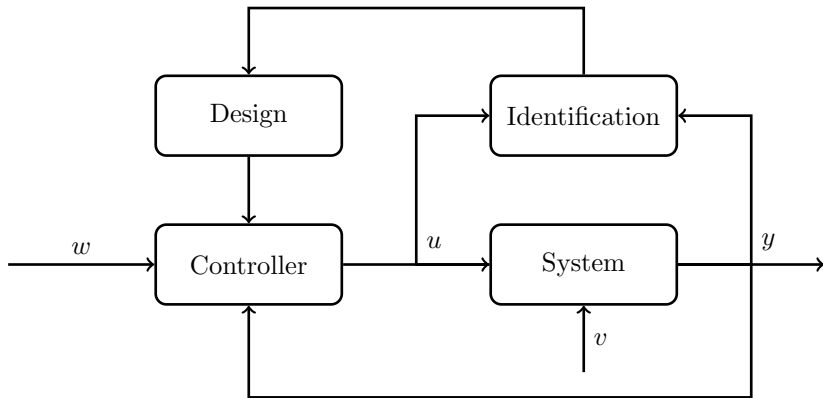 Design
Identification
w
Controller
u
System
y
v